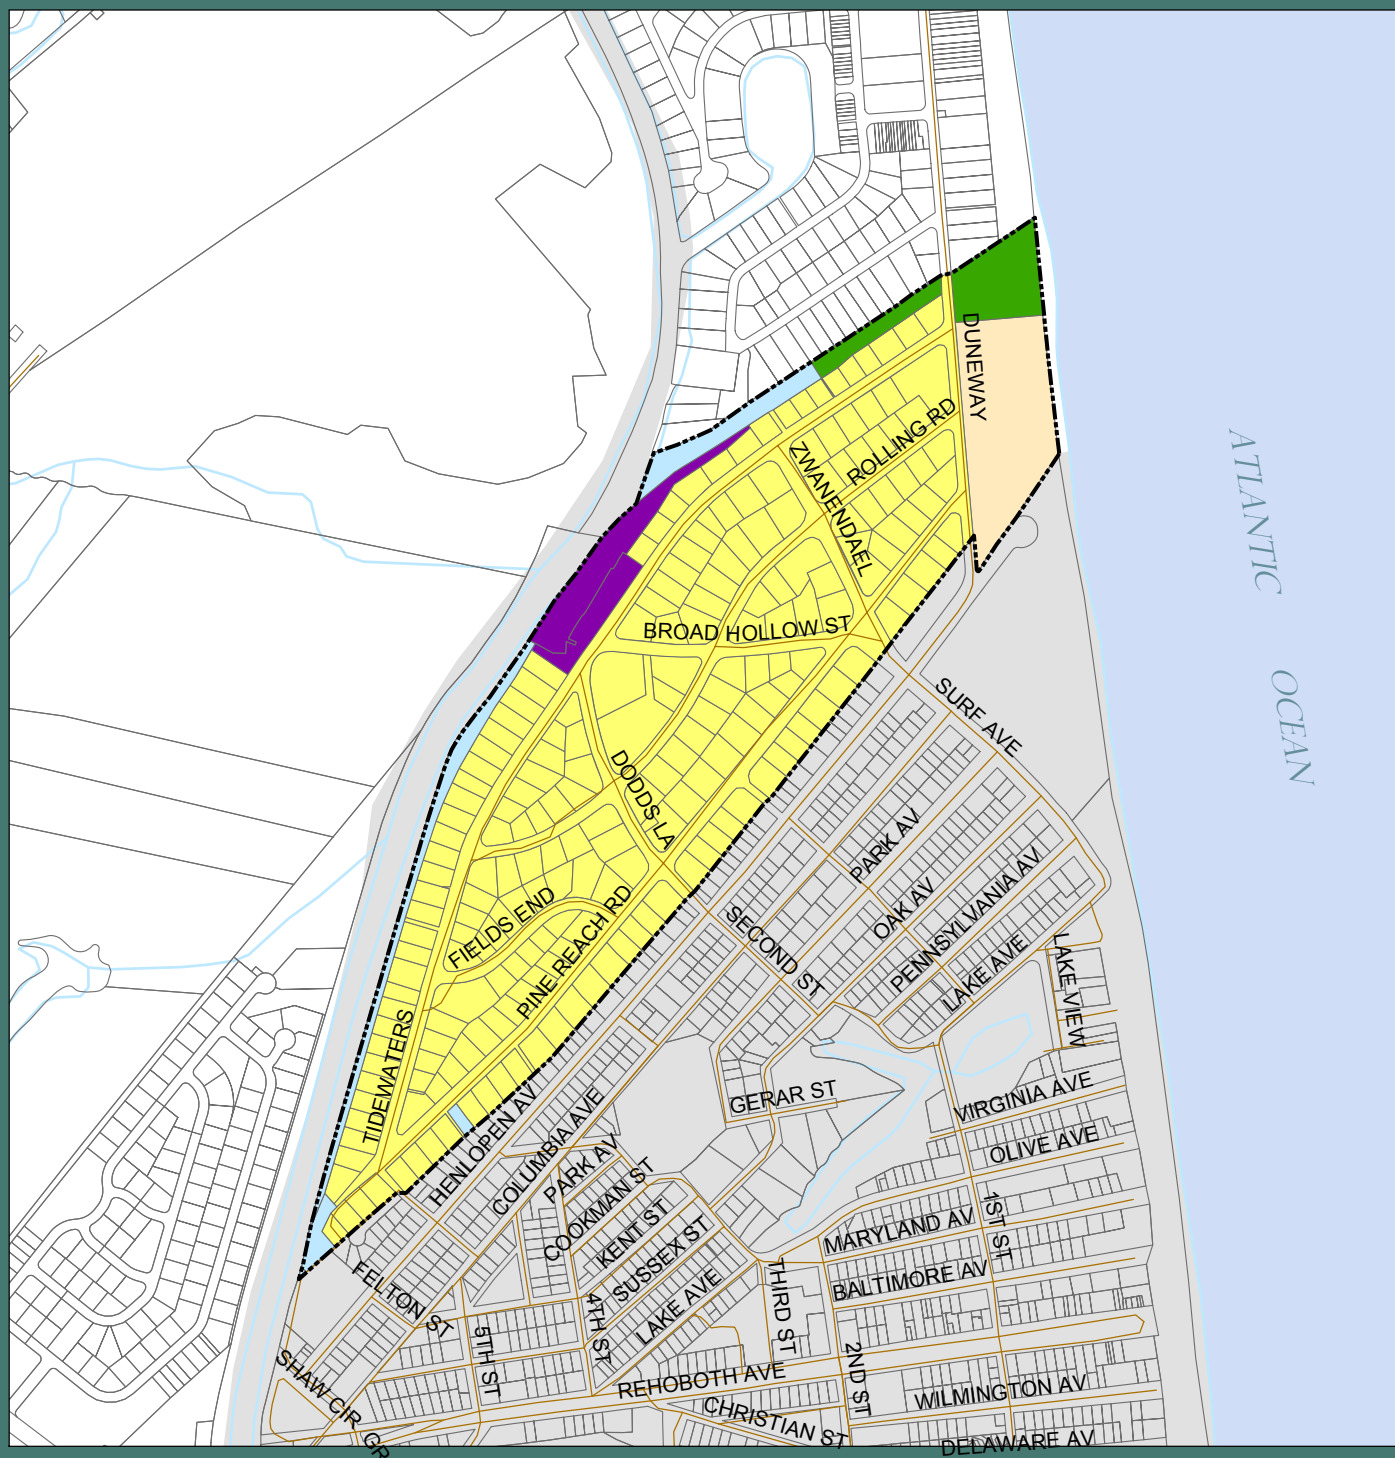 DUNEWAY
ROLLING RD
ZWANENDAEL
ATLANTIC
OCEAN
BROAD HOLLOW ST
SURF AVE
DODDS LA
PARK AV
OAK AV
PENNSYLVANIA AV
FIELDS END
PINE REACH RD
SECOND ST
LAKE AVE
LAKE VIEW
TIDEWATERS
GERAR ST
VIRGINIA AVE
HENLOPEN AV
COLUMBIA AVE
OLIVE AVE
PARK AV
COOKMAN ST
KENT ST
SUSSEX ST
MARYLAND AV
1ST ST
BALTIMORE AV
FELTON ST
LAKE AVE
THIRD ST
4TH ST
5TH ST
2ND ST
SHAW CIR
GR
REHOBOTH AVE
WILMINGTON AV
CHRISTIAN ST
DELAWARE AV